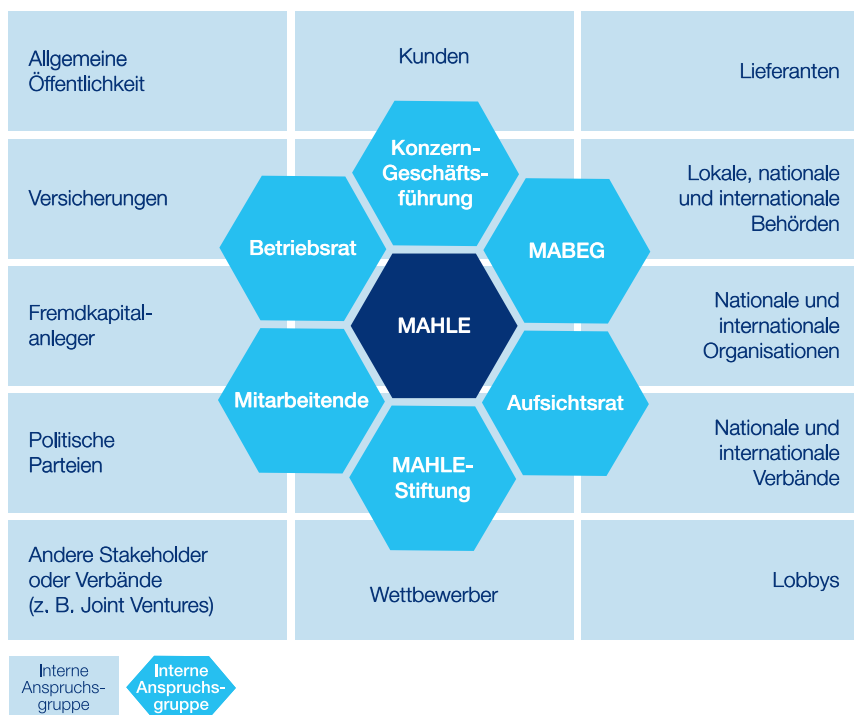 Allgemeine
Öffentlichkeit
Kunden
Lieferanten
Konzern-
Geschäfts-
führung
Versicherungen
Lokale, nationale
und internationale
Behörden
Betriebsrat
MABEG
Fremdkapital-
anleger
MAHLE
Nationale und
internationale
Organisationen
Mitarbeitende
Aufsichtsrat
Politische
Parteien
MAHLE-
Stiftung
Nationale und
internationale
Verbände
Andere Stakeholder
oder Verbände
(z. B. Joint Ventures)
Wettbewerber
Lobbys
Interne
Anspruchs-
gruppe
Interne
Anspruchs-
gruppe